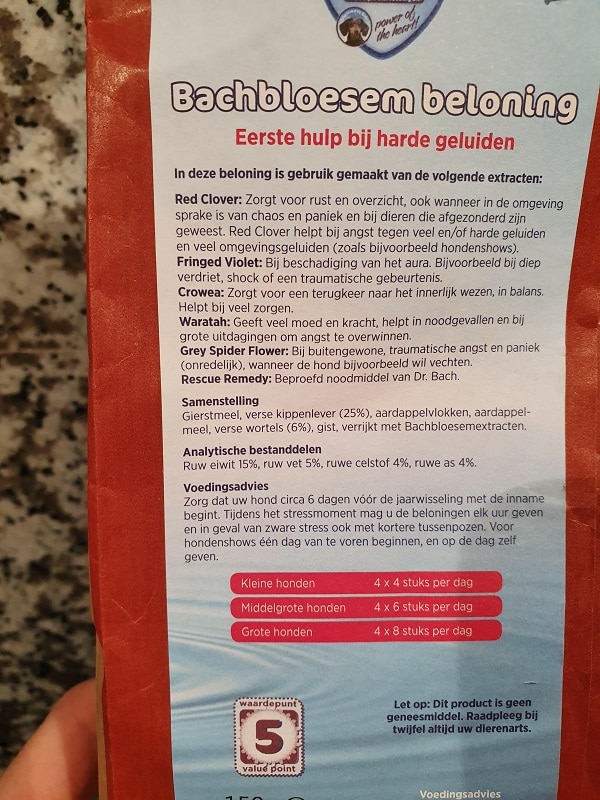 power of
the heart!
Bachbloesem beloning
Eerste hulp bij harde geluiden
In deze beloning is gebruik gemaakt van de volgende extracten:
Red Clover: Zorgt voor rust en overzicht, ook wanneer in de omgeving
sprake is van chaos en paniek en bij dieren die afgezonderd zijn
geweest. Red Clover helpt bij angst tegen veel en/of harde geluiden
en veel omgevingsgeluiden (zoals bijvoorbeeld hondenshows).
Fringed Violet: Bij beschadiging van het aura. Bijvoorbeeld bij diep
verdriet, shock of een traumatische gebeurtenis.
Crowea: Zorgt voor een terugkeer naar het innerlijk wezen, in balans.
Helpt bij veel zorgen.
Waratah: Geeft veel moed en kracht, helpt in noodgevallen en bij
grote uitdagingen om angst te overwinnen.
Grey Spider Flower: Bij buitengewone, traumatische angst en paniek
(onredelijk), wanneer de hond bijvoorbeeld wil vechten.
Rescue Remedy: Beproefd noodmiddel van Dr. Bach.
Samenstelling
Gierstmeel, verse kippenlever (25%), aardappelvlokken, aardappel-
meel, verse wortels (6%), gist, verrijkt met Bachbloesemextracten.
Analytische bestanddelen
Ruw eiwit 15%, ruw vet 5%, ruwe celstof 4%, ruwe as 4%.
Voedingsadvies
Zorg dat uw hond circa 6 dagen vóór de jaarwisseling met de inname
begint. Tijdens het stressmoment mag u de beloningen elk uur geven
en in geval van zware stress ook met kortere tussenpozen. Voor
hondenshows één dag van te voren beginnen, en op de dag zelf
geven.
Kleine honden 4 x 4 stuks per dag
Middelgrote honden 4 x 6 stuks per dag
Grote honden 4 x 8 stuks per dag
waardepunt
5
value point
Let op: Dit product is geen
geneesmiddel. Raadpleeg bij
twijfel altijd uw dierenarts.
Voedingsadvies